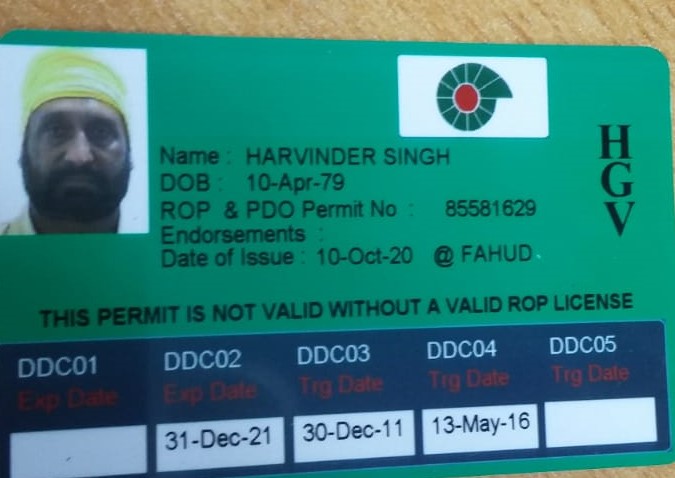 Name : HARVINDER SINGH
DOB : 10-Apr-79
ROP & PDO Permit No : 85581629
Endorsements :
Date of Issue : 10-Oct-20 @ FAHUD
HGV
THIS PERMIT IS NOT VALID WITHOUT A VALID ROP LICENSE
DDC01 DDC02 DDC03 DDC04 DDC05
Exp Date Exp Date Trg Date Trg Date Trg Date
31-Dec-21 30-Dec-11 13-May-16